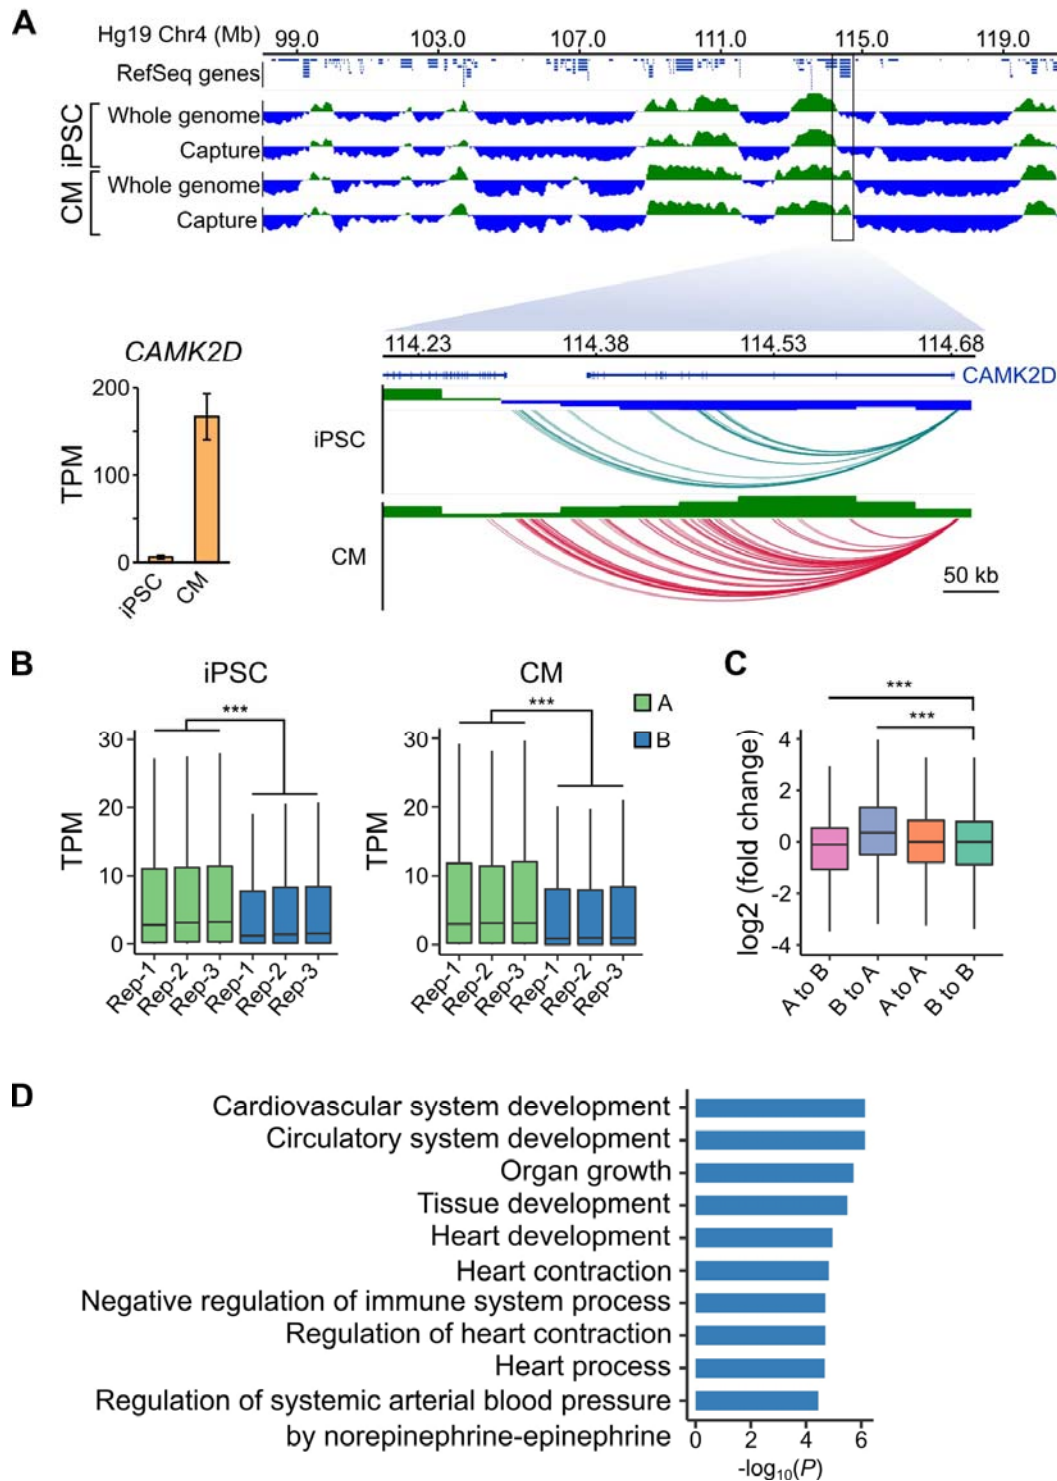 A
Hg19 Chr4 (Mb)
99.0 103.0 107.0 111.0 115.0 119.0
RefSeq genes
iPSC
Whole genome
Capture
CM
Whole genome
Capture
CAMK2D
TPM
200
100
0
iPSC
CM
114.23 114.38 114.53 114.68
CAMK2D
iPSC
CM
50 kb
B
iPSC
***
TPM
30
20
10
0
Rep-1 Rep-2 Rep-3 Rep-1 Rep-2 Rep-3
CM
***
TPM
30
20
10
0
Rep-1 Rep-2 Rep-3 Rep-1 Rep-2 Rep-3
A
B
C
***
***
log2 (fold change)
4
2
0
-2
-4
A to B B to A A to A B to B
D
Cardiovascular system development
Circulatory system development
Organ growth
Tissue development
Heart development
Heart contraction
Negative regulation of immune system process
Regulation of heart contraction
Heart process
Regulation of systemic arterial blood pressure
by norepinephrine-epinephrine
0 2 4 6
-log10(P)